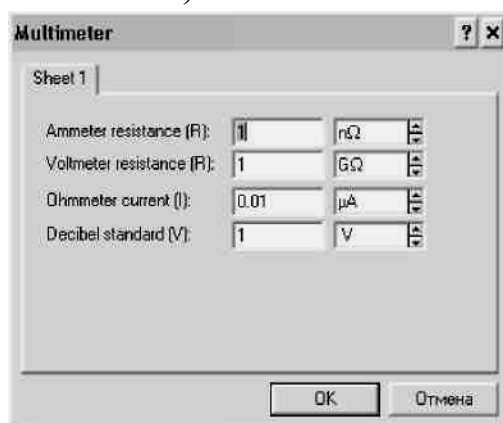 Multimeter ? ×
Sheet 1
Ammeter resistance (R): 1 nΩ
Voltmeter resistance (R): 1 GΩ
Ohmmeter current (I): 0.01 µA
Decibel standard (V): 1 V
OK Отмена